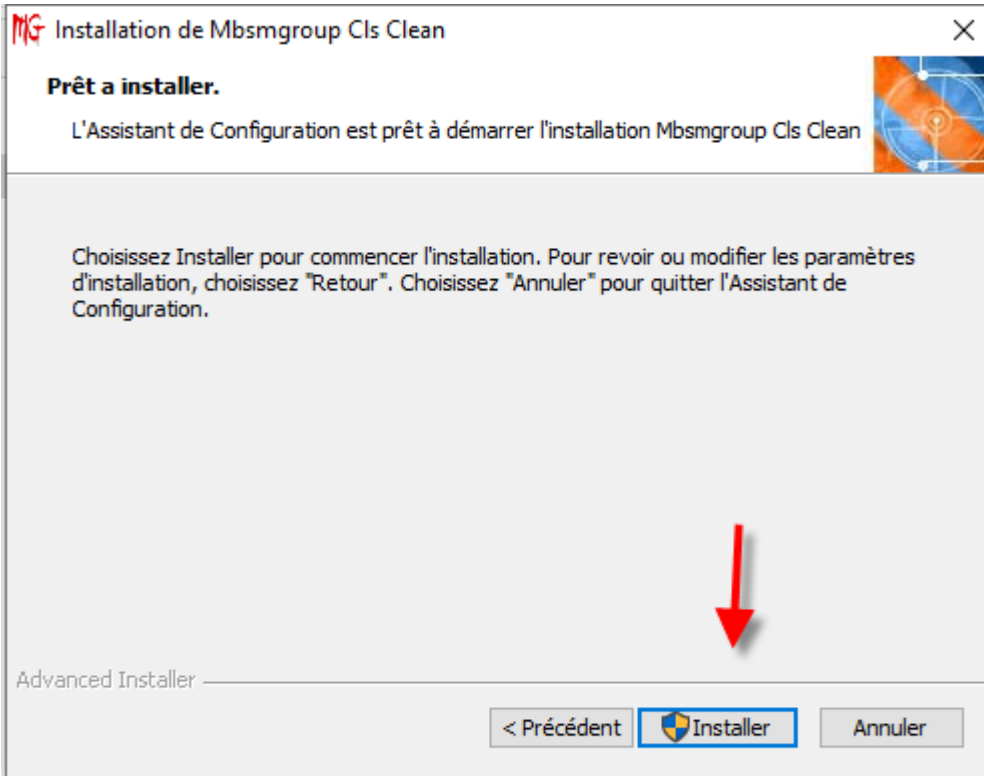 MG Installation de Mbsmgroup Cls Clean
Prêt a installer.
L'Assistant de Configuration est prêt à démarrer l'installation Mbsmgroup Cls Clean
Choisissez Installer pour commencer l'installation. Pour revoir ou modifier les paramètres
d'installation, choisissez "Retour". Choisissez "Annuler" pour quitter l'Assistant de
Configuration.
Advanced Installer
< Précédent Installer Annuler